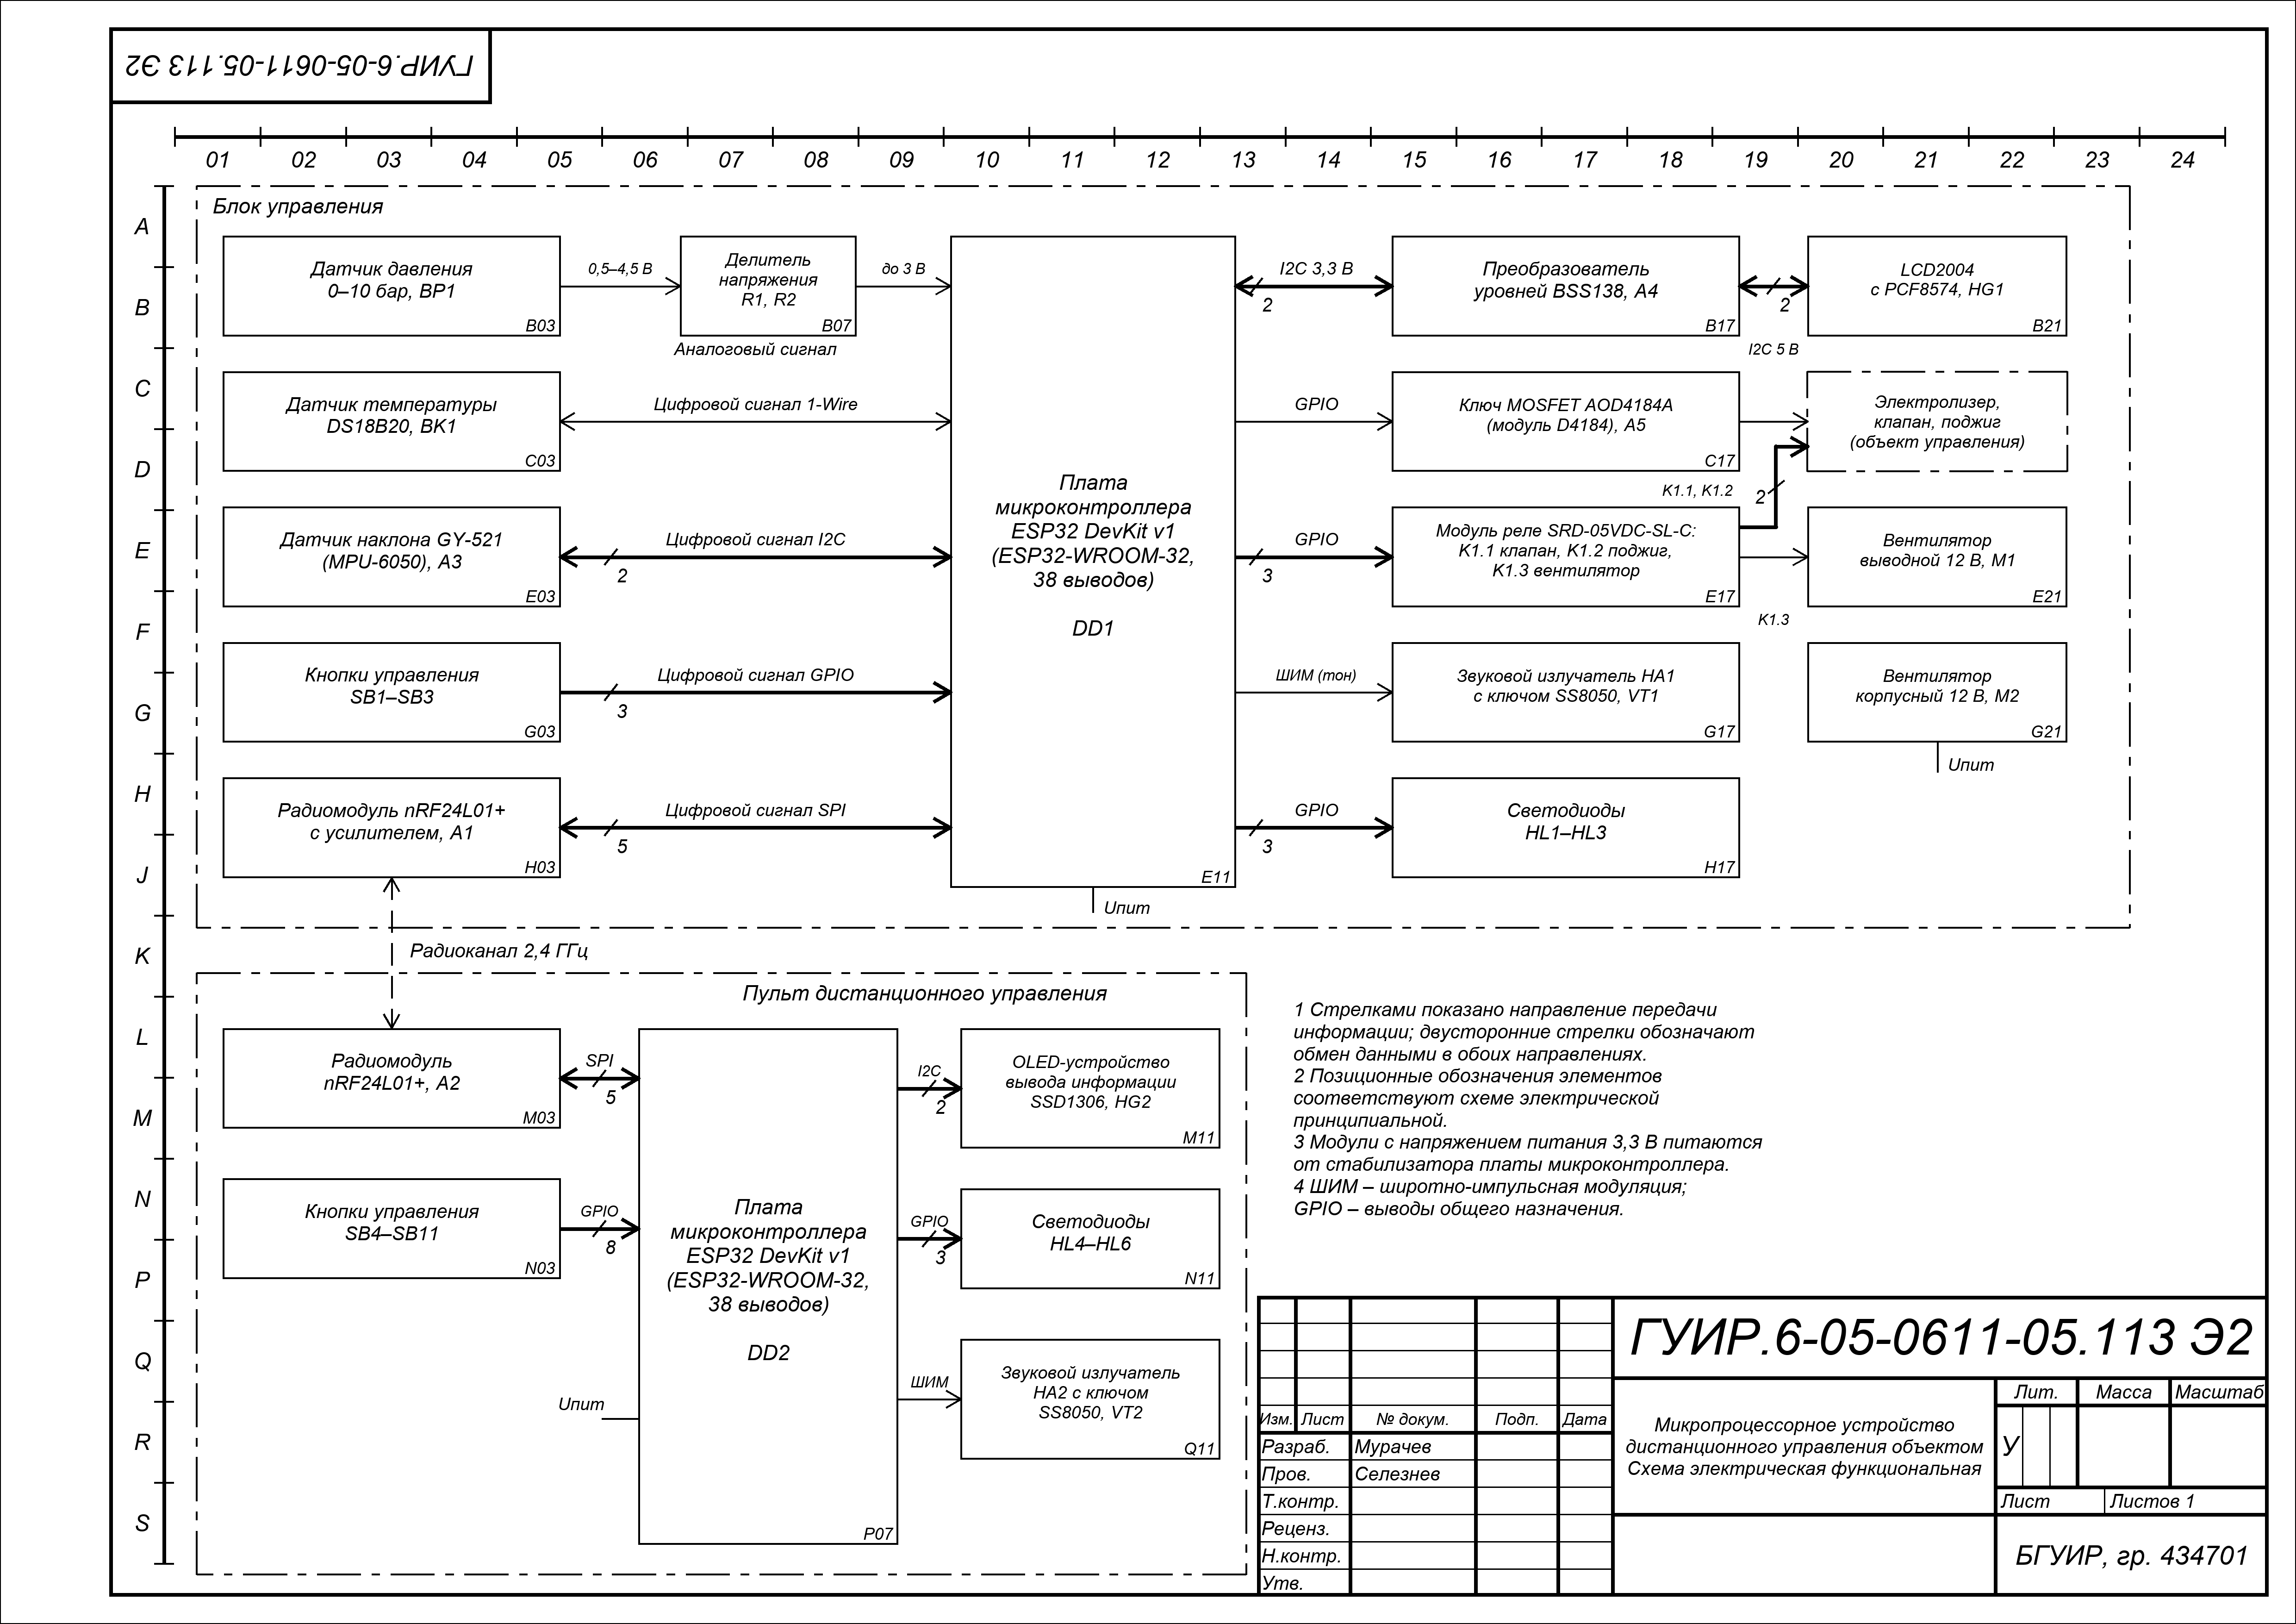 ГУИР.6-05-0611-05.113 Э2
01 02 03 04 05 06 07 08 09 10 11 12 13 14 15 16 17 18 19 20 21 22 23 24
A
B
C
D
E
F
G
H
J
K
L
M
N
P
Q
R
S
Блок управления
Датчик давления
0–10 бар, BP1
B03
0,5–4,5 В
Делитель
напряжения
R1, R2
B07
до 3 В
Аналоговый сигнал
Датчик температуры
DS18B20, BK1
C03
Цифровой сигнал 1-Wire
Датчик наклона GY-521
(MPU-6050), A3
E03
Цифровой сигнал I2C
2
Кнопки управления
SB1–SB3
G03
Цифровой сигнал GPIO
3
Радиомодуль nRF24L01+
с усилителем, A1
H03
Цифровой сигнал SPI
5
Плата
микроконтроллера
ESP32 DevKit v1
(ESP32-WROOM-32,
38 выводов)
DD1
E11
Uпит
I2C 3,3 В
2
Преобразователь
уровней BSS138, A4
B17
2
I2C 5 В
LCD2004
с PCF8574, HG1
B21
GPIO
Ключ MOSFET AOD4184A
(модуль D4184), A5
C17
Электролизер,
клапан, поджиг
(объект управления)
K1.1, K1.2
2
GPIO
3
Модуль реле SRD-05VDC-SL-C:
K1.1 клапан, K1.2 поджиг,
K1.3 вентилятор
E17
K1.3
Вентилятор
выводной 12 В, M1
E21
ШИМ (тон)
Звуковой излучатель HA1
с ключом SS8050, VT1
G17
Вентилятор
корпусный 12 В, M2
G21
Uпит
GPIO
3
Светодиоды
HL1–HL3
H17
Радиоканал 2,4 ГГц
Пульт дистанционного управления
Радиомодуль
nRF24L01+, A2
M03
SPI
5
Кнопки управления
SB4–SB11
N03
GPIO
8
Плата
микроконтроллера
ESP32 DevKit v1
(ESP32-WROOM-32,
38 выводов)
DD2
P07
Uпит
I2C
2
OLED-устройство
вывода информации
SSD1306, HG2
M11
GPIO
3
Светодиоды
HL4–HL6
N11
ШИМ
Звуковой излучатель
HA2 с ключом
SS8050, VT2
Q11
1 Стрелками показано направление передачи
информации; двусторонние стрелки обозначают
обмен данными в обоих направлениях.
2 Позиционные обозначения элементов
соответствуют схеме электрической
принципиальной.
3 Модули с напряжением питания 3,3 В питаются
от стабилизатора платы микроконтроллера.
4 ШИМ – широтно-импульсная модуляция;
GPIO – выводы общего назначения.
ГУИР.6-05-0611-05.113 Э2
Изм. Лист № докум. Подп. Дата
Разраб. Мурачев
Пров. Селезнев
Т.контр.
Реценз.
Н.контр.
Утв.
Микропроцессорное устройство
дистанционного управления объектом
Схема электрическая функциональная
Лит. Масса Масштаб
У
Лист Листов 1
БГУИР, гр. 434701